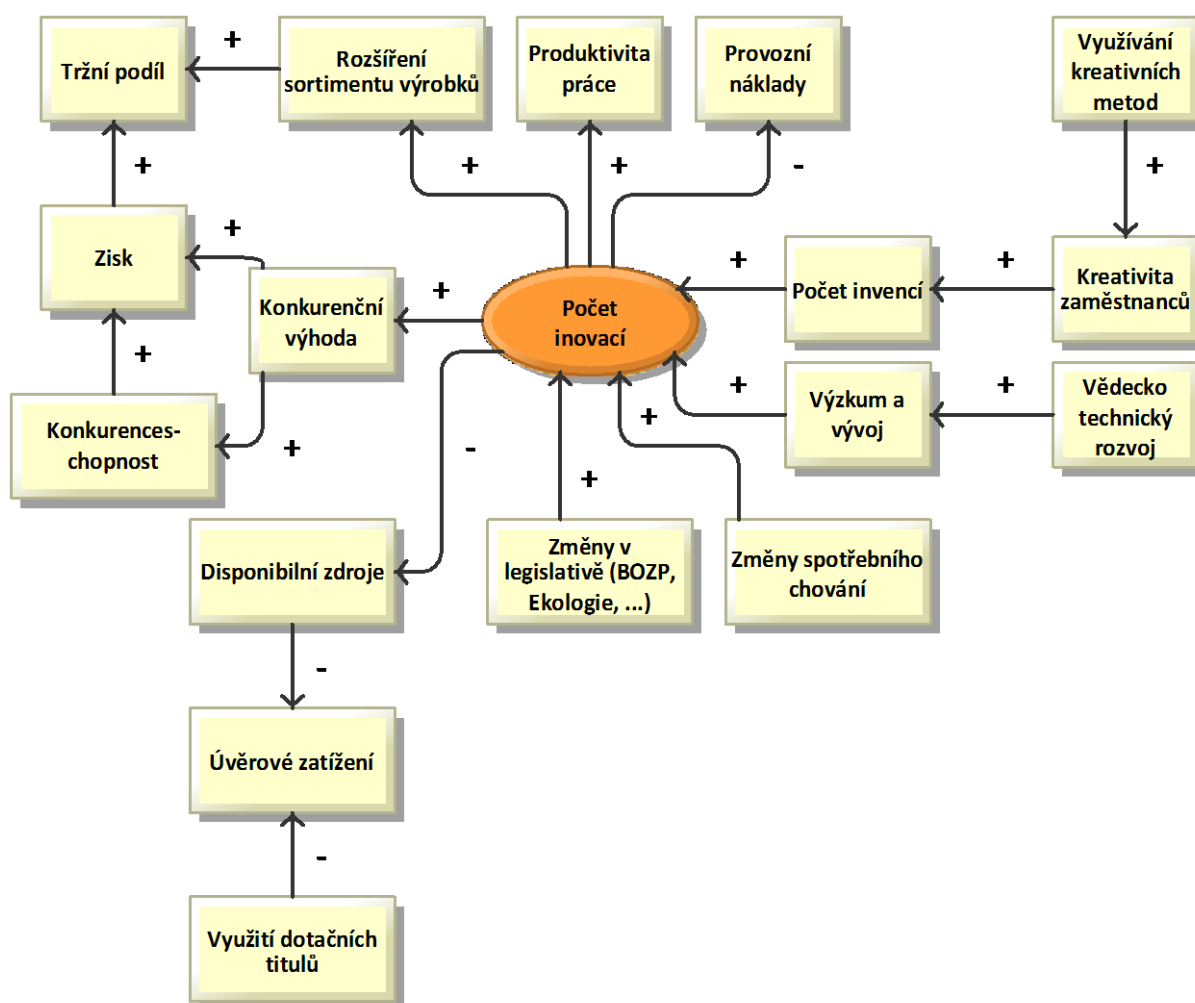 Tržní podíl
+
Rozšíření
sortimentu výrobků
Produktivita
práce
Provozní
náklady
Využívání
kreativních
metod
+
+
+
-
+
Zisk
+
Konkurenční
výhoda
+
Počet
inovací
+
Počet invencí
+
Kreativita
zaměstnanců
+
Konkurences-
chopnost
+
-
+
+
Výzkum a
vývoj
+
Vědecko
technický
rozvoj
+
Disponibilní zdroje
Změny v
legislativě (BOZP,
Ekologie, ...)
Změny spotřebního
chování
-
Úvěrové zatížení
-
Využití dotačních
titulů